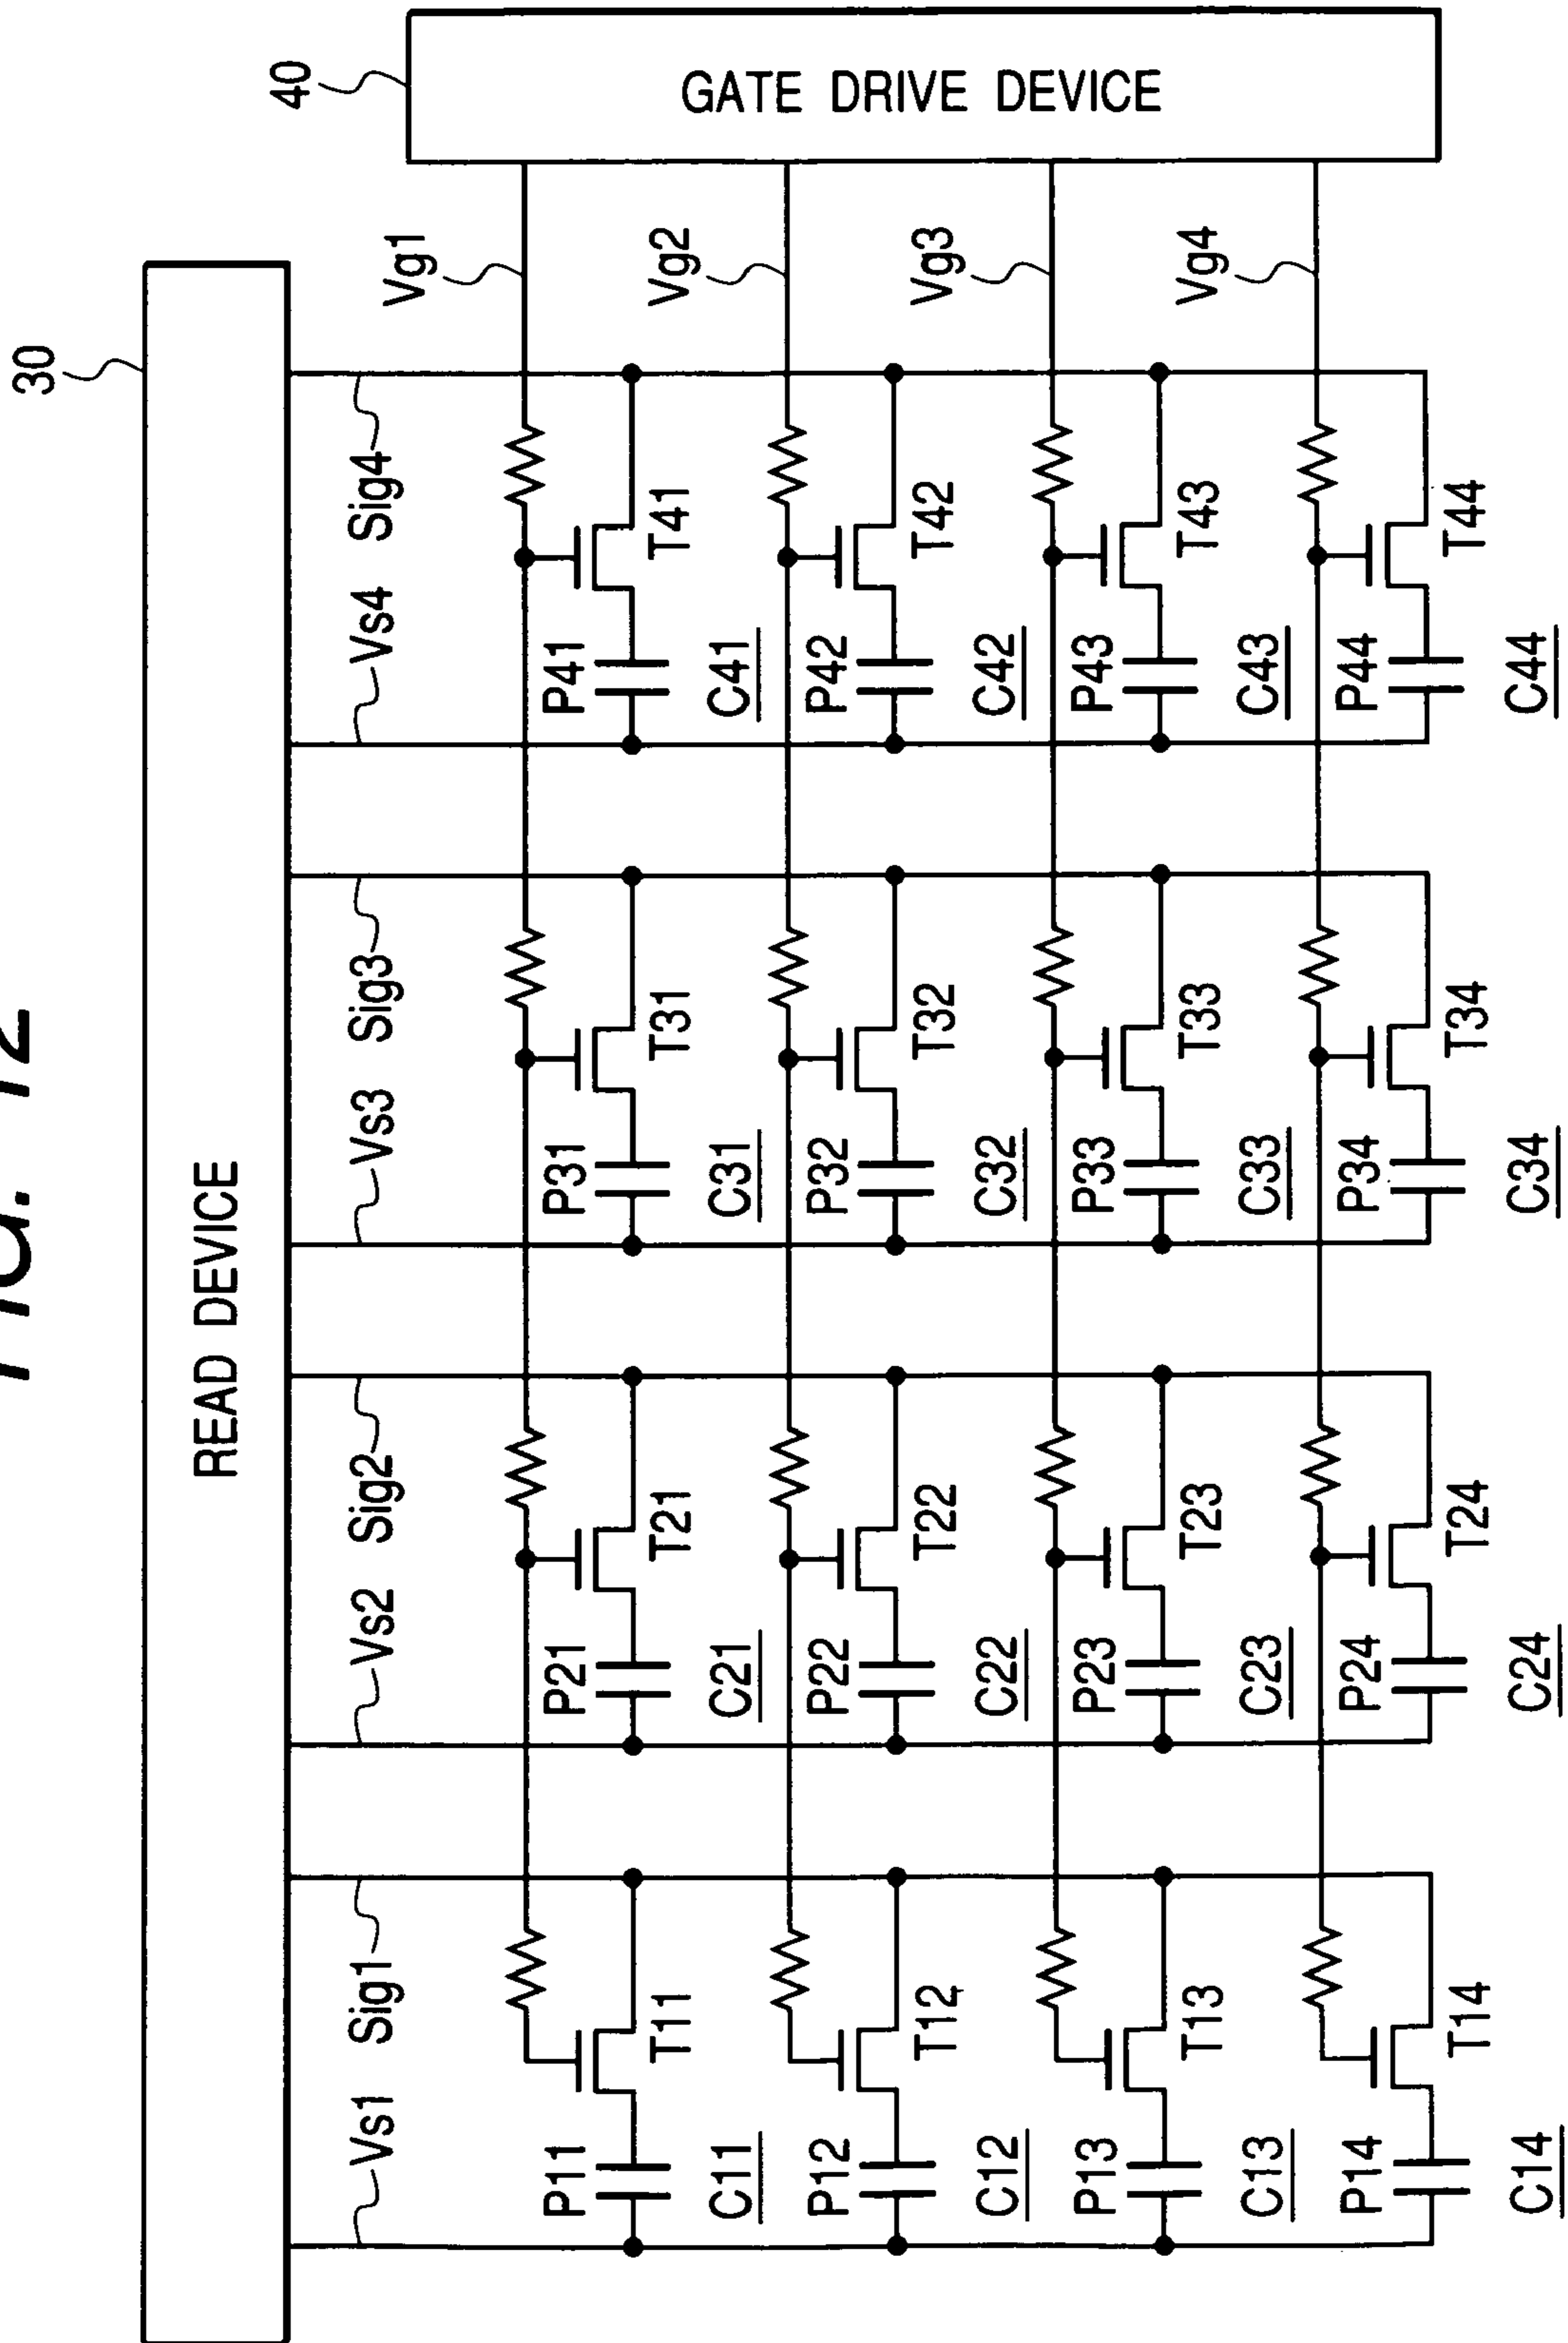 FIG. 12
30
READ DEVICE
40
Vs1 Sig1 Vs2 Sig2 Vs3 Sig3 Vs4 Sig4
Vg1
P11 P21 P31 P41
T11 T21 T31 T41
Vg2
C11 C21 C31 C41
P12 P22 P32 P42
T12 T22 T32 T42
Vg3
GATE DRIVE DEVICE
C12 C22 C32 C42
P13 P23 P33 P43
T13 T23 T33 T43
Vg4
C13 C23 C33 C43
P14 P24 P34 P44
T14 T24 T34 T44
C14 C24 C34 C44